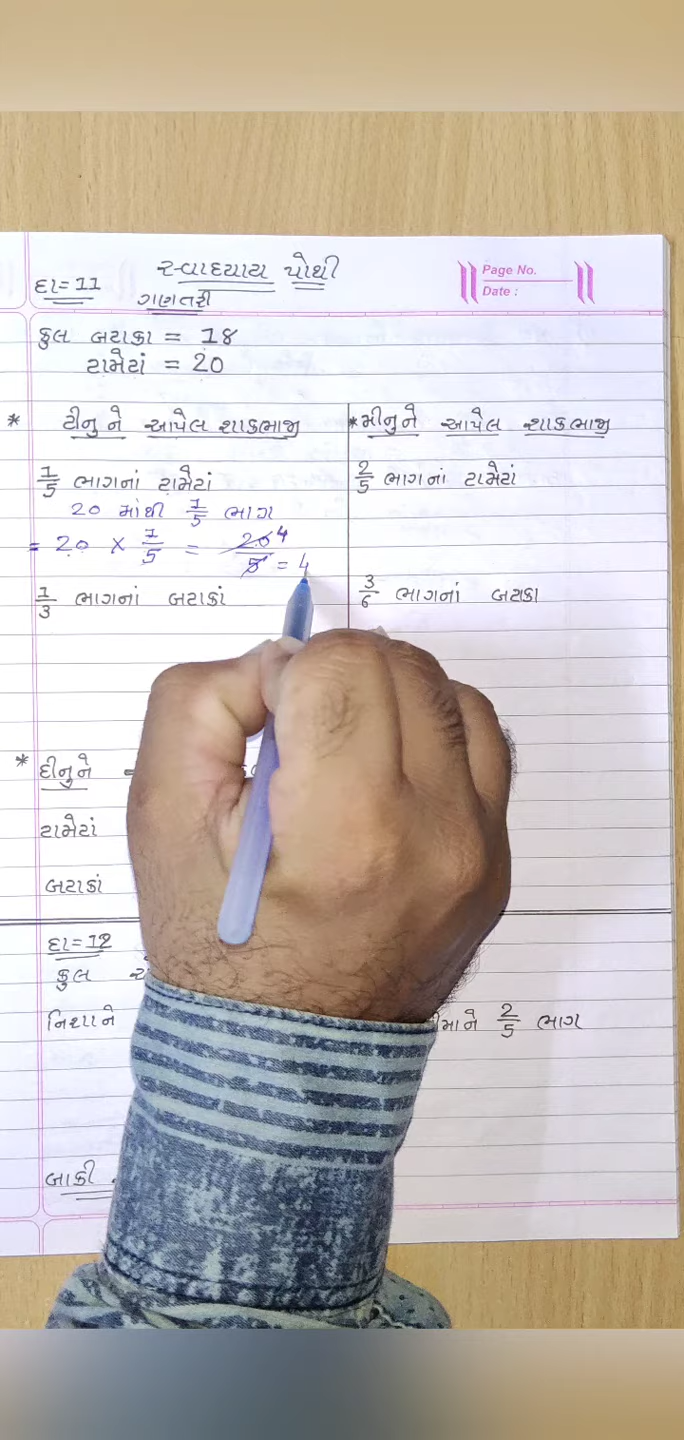 સ્વાધ્યાય પોથી
Page No.
Date :
દા=11
ગણતરી
કુલ બટાકા = 18
ટામેટાં = 20
* ટીનુ ને આપેલ શાકભાજી
1/5 ભાગનાં ટામેટાં
20 માંથી 1/5 ભાગ
= 20 × 1/5 = 20/5 4 = 4
1/3 ભાગનાં બટાકાં
* મીનુને આપેલ શાકભાજી
2/5 ભાગનાં ટામેટાં
3/6 ભાગનાં બટાકા
* દીનુને
ટામેટાં
બટાકાં
દા=12
કુલ
નિશાને
માને 2/5 ભાગ
બાકી